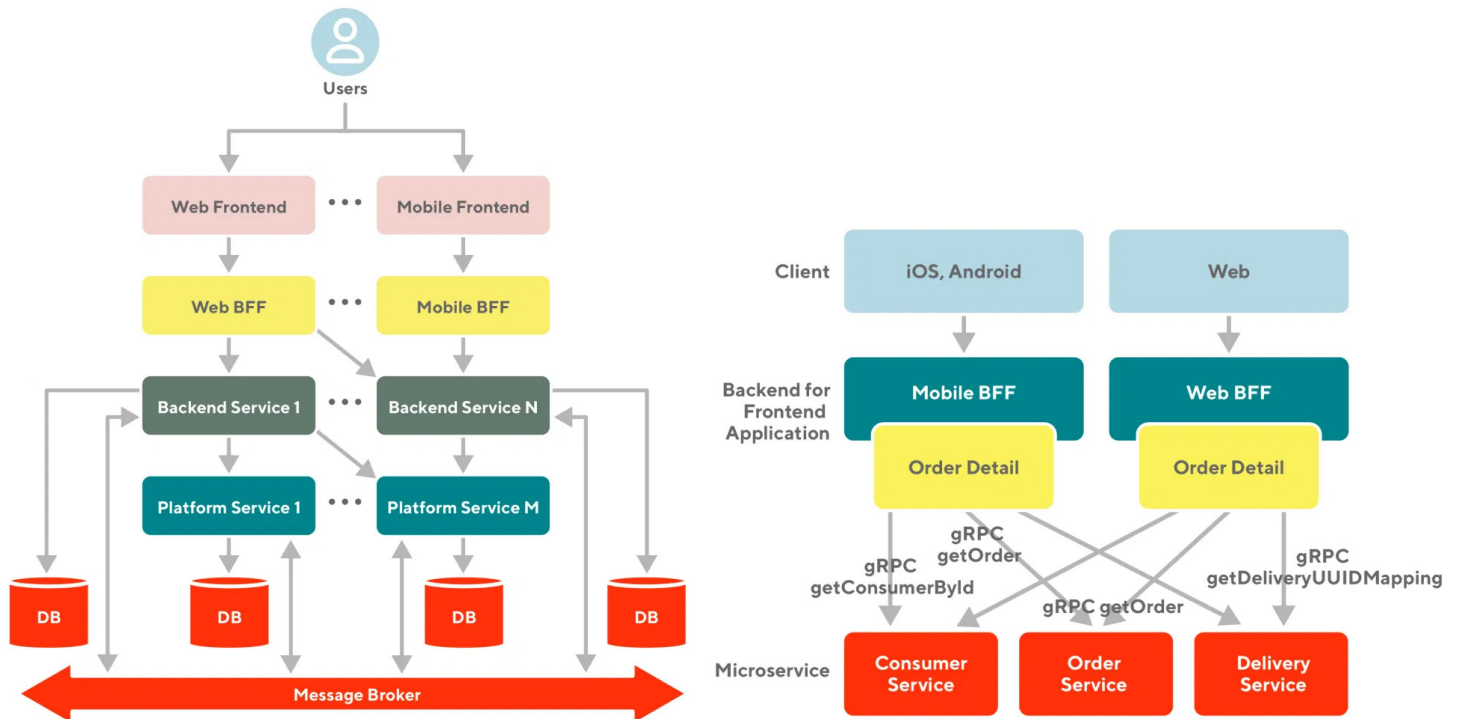 Users
Web Frontend
Mobile Frontend
Web BFF
Mobile BFF
Backend Service 1
Backend Service N
Platform Service 1
Platform Service M
DB
DB
DB
DB
Message Broker
Client
iOS, Android
Web
Backend for
Frontend
Application
Mobile BFF
Web BFF
Order Detail
Order Detail
gRPC
getConsumerById
gRPC
getOrder
gRPC getOrder
gRPC
getDeliveryUUIDMapping
Microservice
Consumer
Service
Order
Service
Delivery
Service